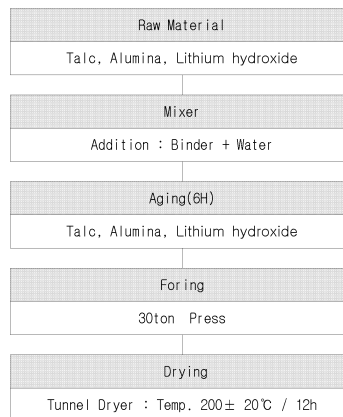 Raw Material
Talc, Alumina, Lithium hydroxide
Mixer
Addition : Binder + Water
Aging(6H)
Talc, Alumina, Lithium hydroxide
Foring
30ton Press
Drying
Tunnel Dryer : Temp. 200± 20℃ / 12h